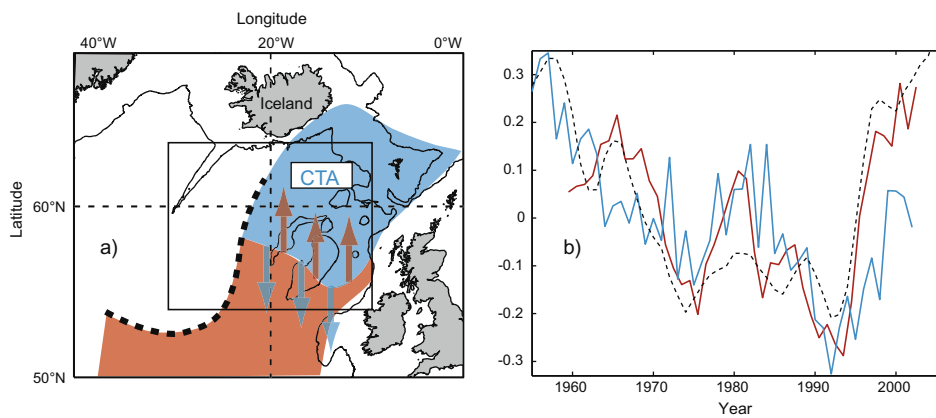 Longitude
40°W
20°W
0°W
Iceland
CTA
60°N
Latitude
a)
50°N
0.3
0.2
0.1
0
-0.1
-0.2
-0.3
b)
1960
1970
1980
1990
2000
Year